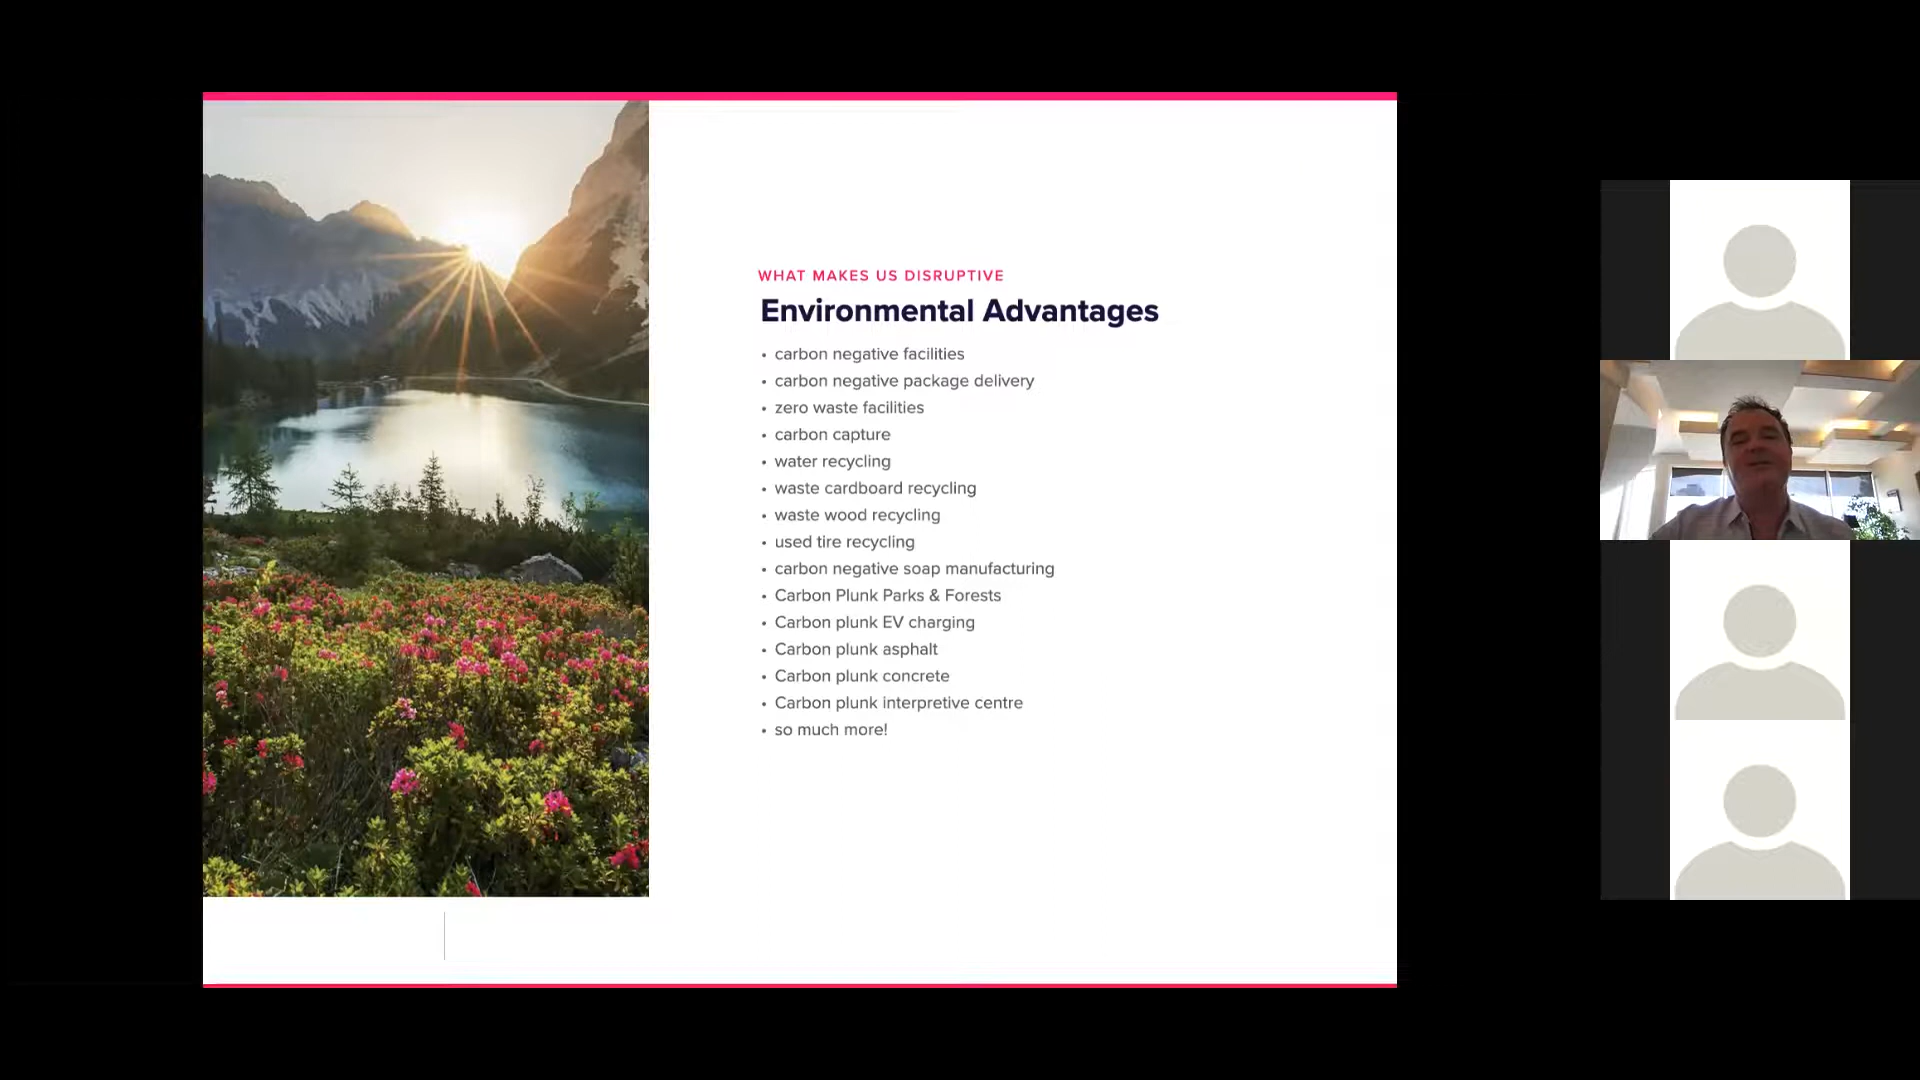 WHAT MAKES US DISRUPTIVE
Environmental Advantages
• carbon negative facilities
• carbon negative package delivery
• zero waste facilities
• carbon capture
• water recycling
• waste cardboard recycling
• waste wood recycling
• used tire recycling
• carbon negative soap manufacturing
• Carbon Plunk Parks & Forests
• Carbon plunk EV charging
• Carbon plunk asphalt
• Carbon plunk concrete
• Carbon plunk interpretive centre
• so much more!